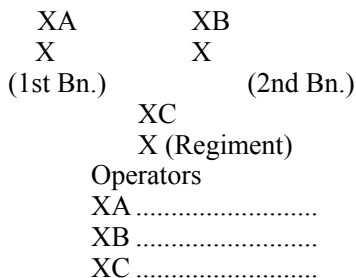 XA XB
X X
(1st Bn.) (2nd Bn.)
XC
X (Regiment)
Operators
XA ..........................
XB ..........................
XC ..........................